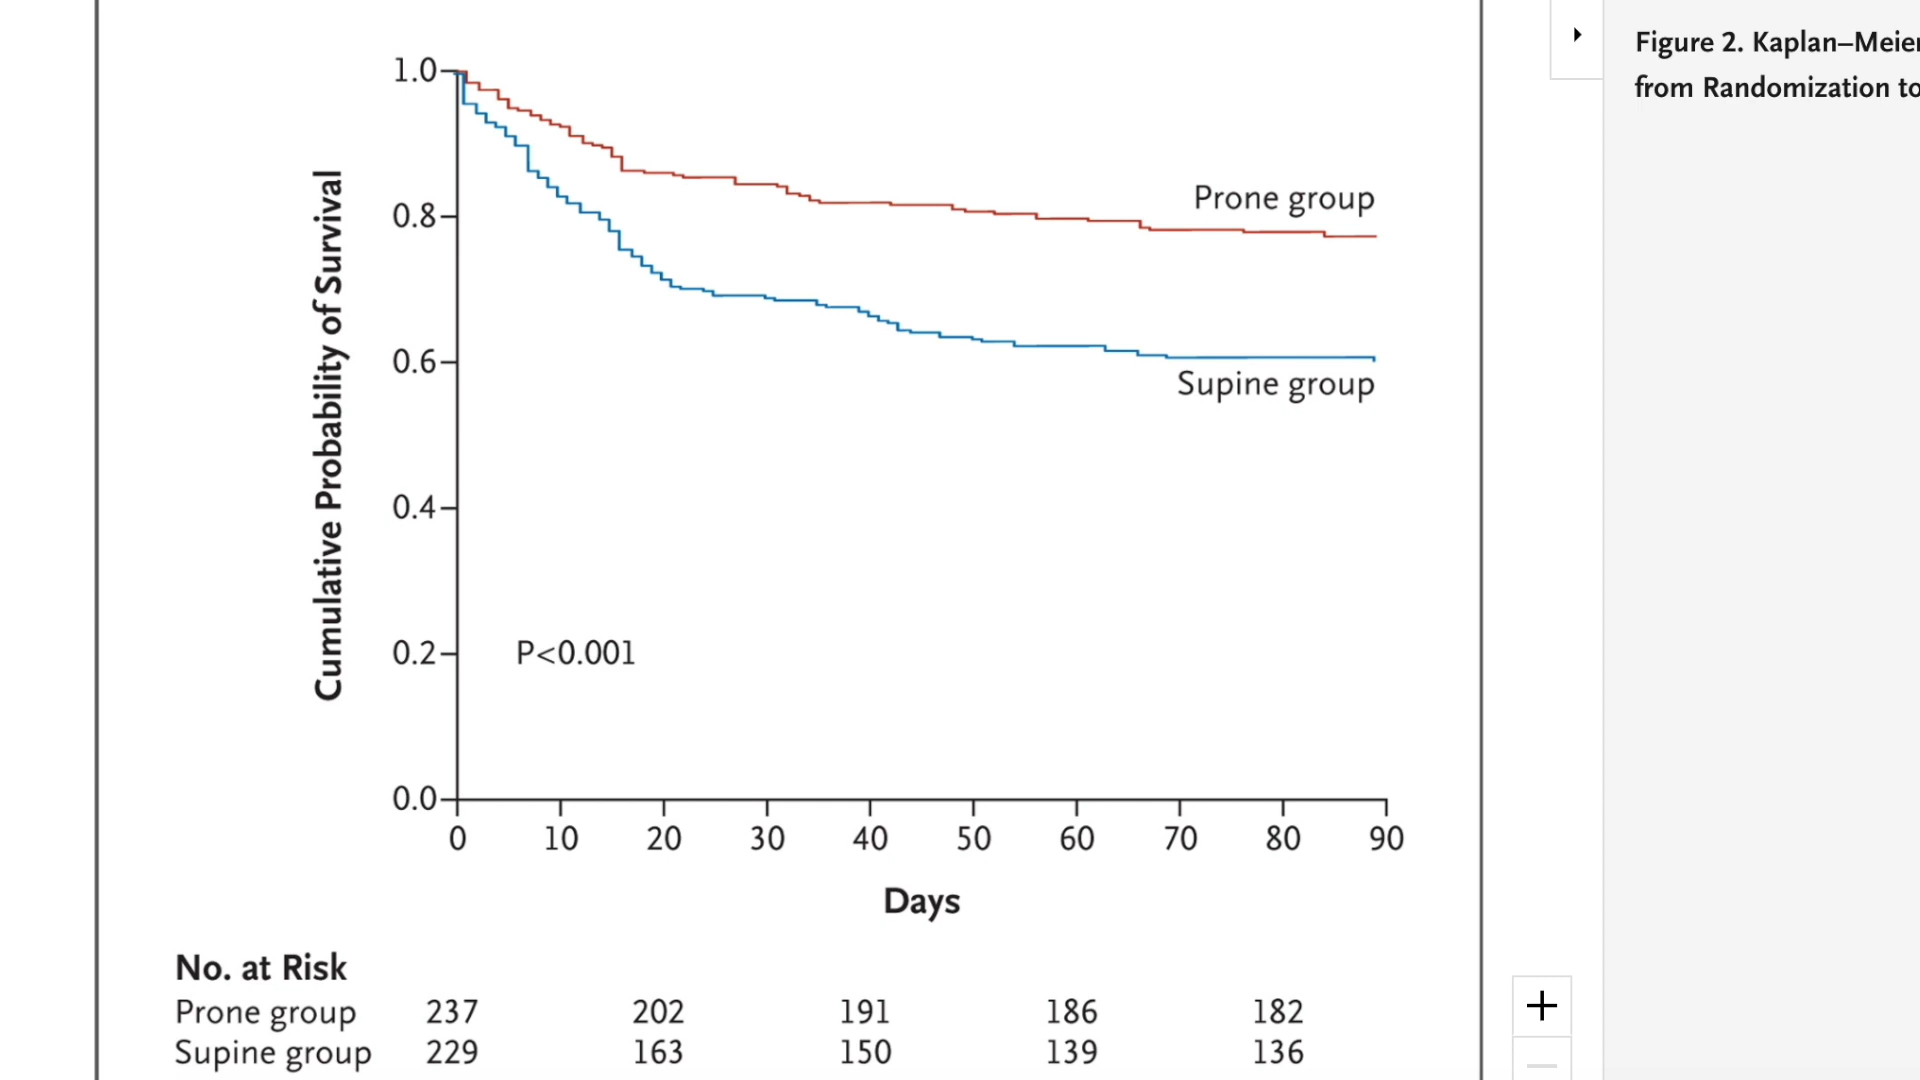 Figure 2. Kaplan–Meier
from Randomization to
Cumulative Probability of Survival
1.0
0.8
0.6
0.4
0.2
0.0
Prone group
Supine group
P<0.001
0 10 20 30 40 50 60 70 80 90
Days
No. at Risk
Prone group 237 202 191 186 182
Supine group 229 163 150 139 136